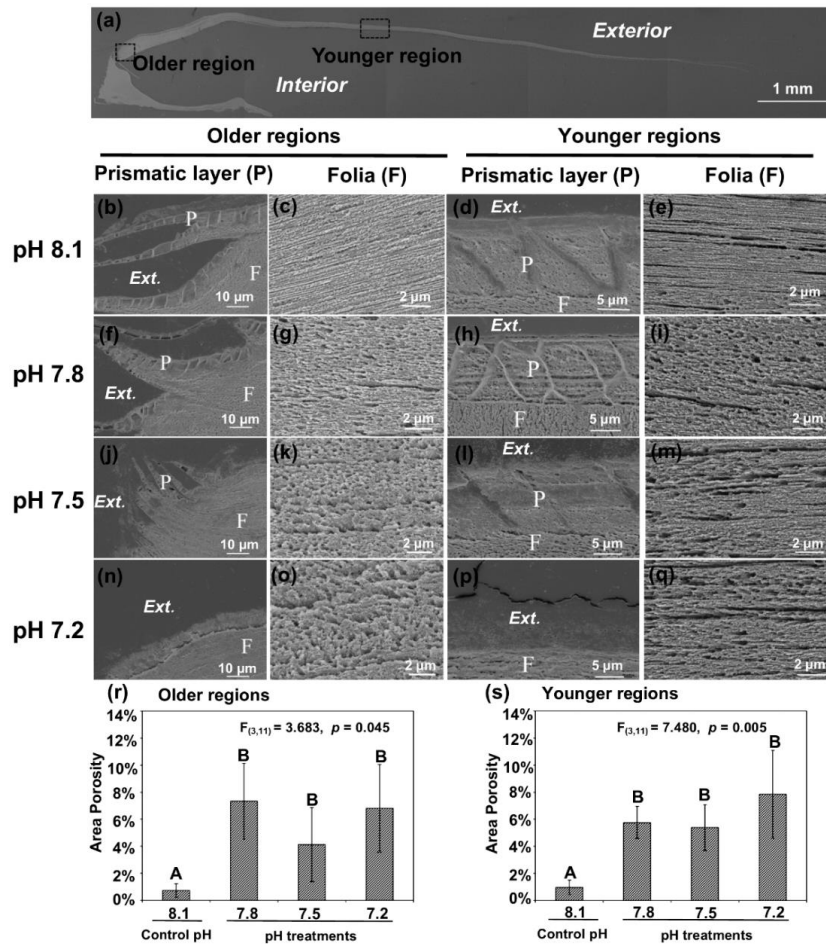 (a)
Exterior
Older region
Younger region
Interior
1 mm
Older regions
Younger regions
Prismatic layer (P)
Folia (F)
Prismatic layer (P)
Folia (F)
pH 8.1
(b)
P
Ext.
F
10 µm
(c)
2 µm
(d)
Ext.
P
F
5 µm
(e)
2 µm
pH 7.8
(f)
P
Ext.
F
10 µm
(g)
2 µm
(h)
Ext.
P
F
5 µm
(i)
2 µm
pH 7.5
(j)
P
Ext.
F
10 µm
(k)
2 µm
(l)
Ext.
P
F
5 µm
(m)
2 µm
pH 7.2
(n)
Ext.
F
10 µm
(o)
2 µm
(p)
Ext.
F
5 µm
(q)
2 µm
(r)
Older regions
14%
12%
10%
8%
6%
4%
2%
0%
Area Porosity
F(3,11) = 3.683, p = 0.045
A
B
B
B
8.1
7.8
7.5
7.2
Control pH
pH treatments
(s)
Younger regions
14%
12%
10%
8%
6%
4%
2%
0%
Area Porosity
F(3,11) = 7.480, p = 0.005
A
B
B
B
8.1
7.8
7.5
7.2
Control pH
pH treatments